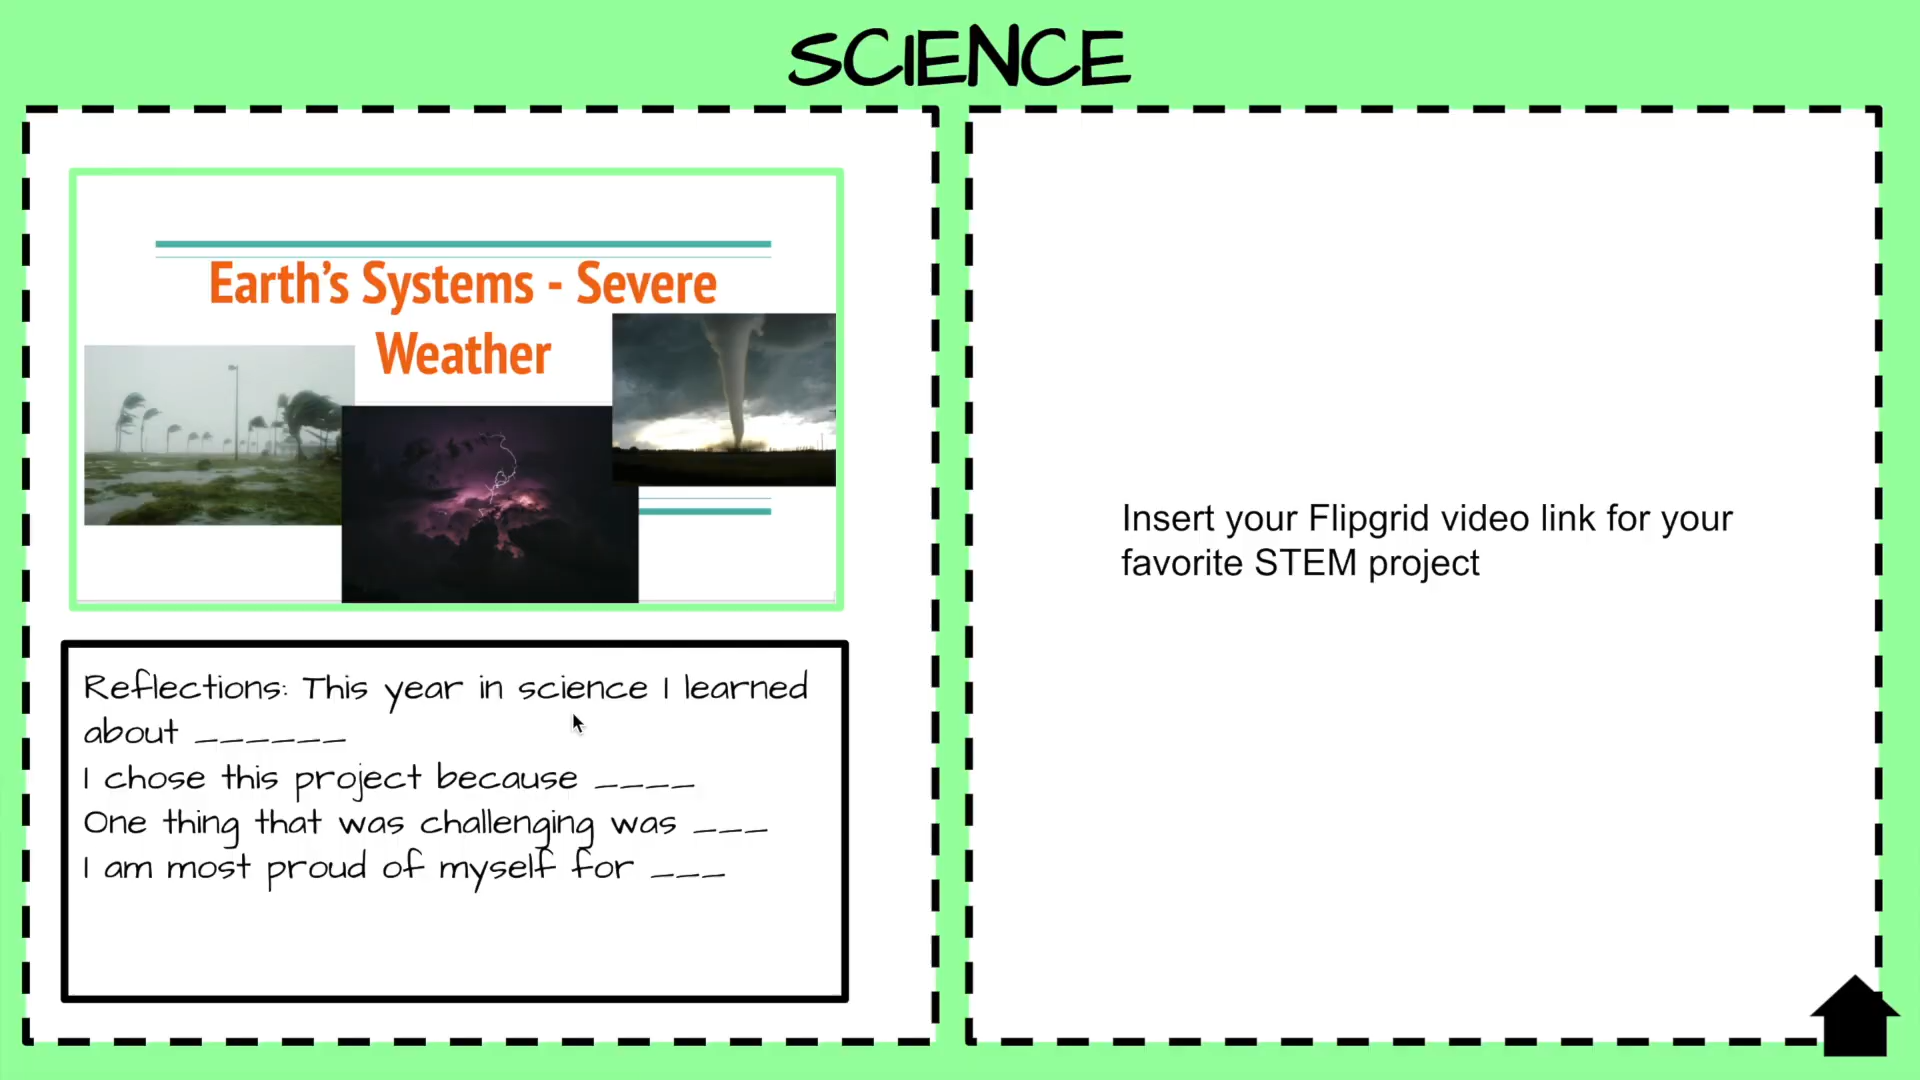 SCIENCE
Earth's Systems - Severe
Weather
Reflections: This year in science I learned
about ______
I chose this project because ____
One thing that was challenging was ___
I am most proud of myself for ___
Insert your Flipgrid video link for your
favorite STEM project